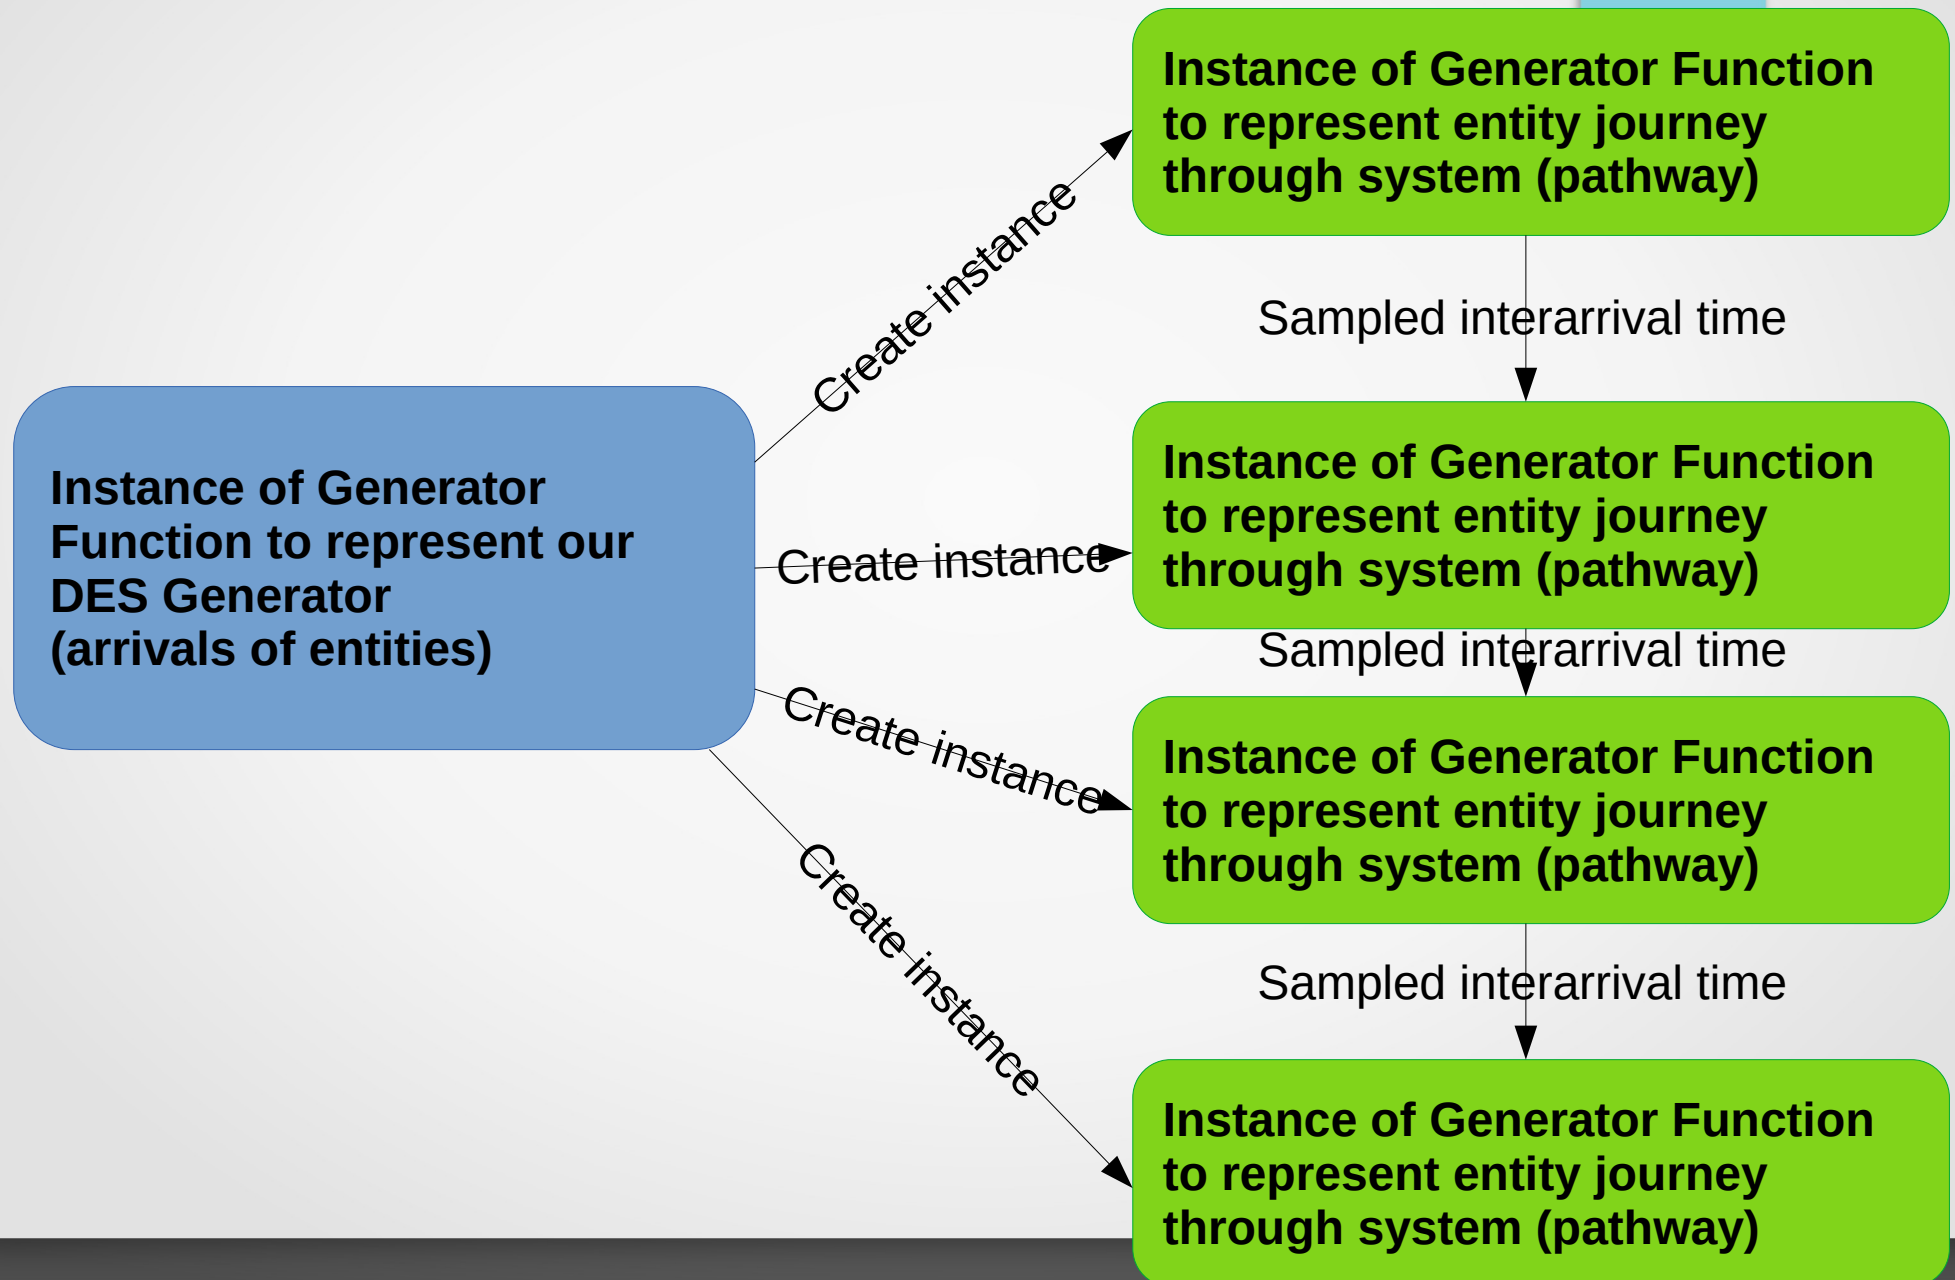 Instance of Generator Function
to represent entity journey
through system (pathway)
Create instance
Sampled interarrival time
Instance of Generator
Function to represent our
DES Generator
(arrivals of entities)
Create instance
Instance of Generator Function
to represent entity journey
through system (pathway)
Sampled interarrival time
Create instance
Instance of Generator Function
to represent entity journey
through system (pathway)
Create instance
Sampled interarrival time
Instance of Generator Function
to represent entity journey
through system (pathway)